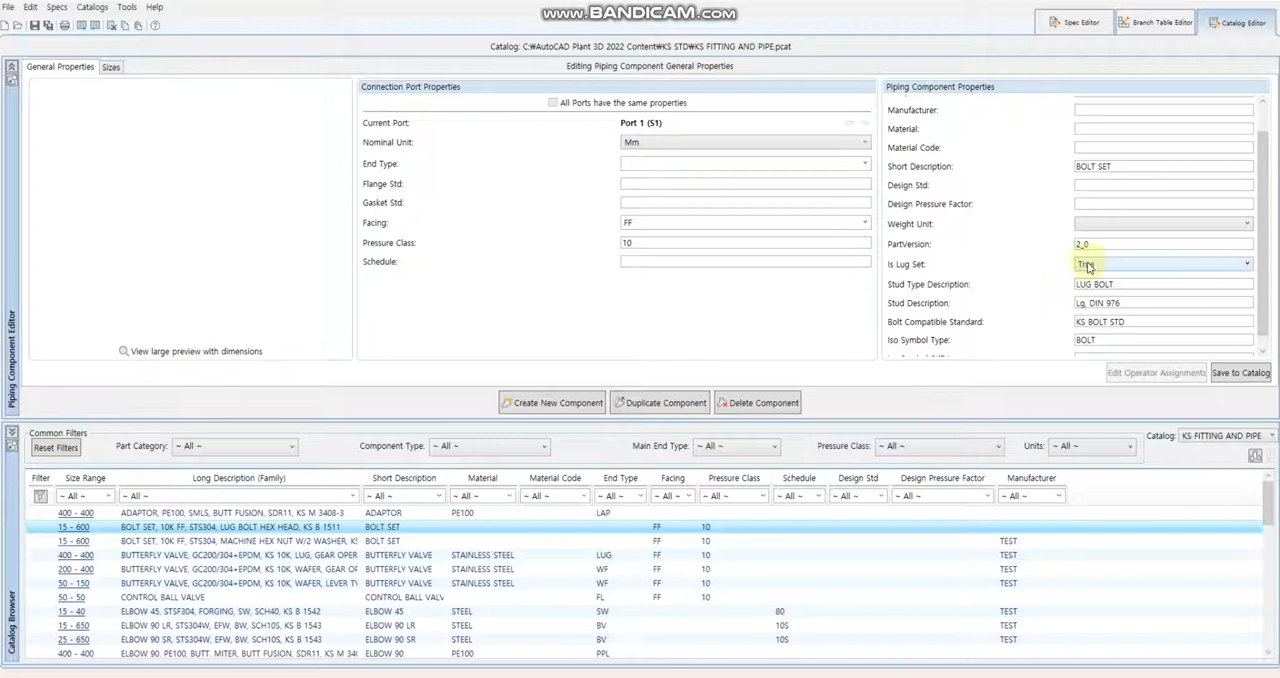 File Edit Specs Catalogs Tools Help
www.BANDICAM.com
Spec Editor Branch Table Editor Catalog Editor
Catalog: C:₩AutoCAD Plant 3D 2022 Content₩KS STD₩KS FITTING AND PIPE.pcat
General Properties Sizes
Editing Piping Component General Properties
Connection Port Properties
Piping Component Properties
All Ports have the same properties
Manufacturer:
Current Port: Port 1 (S1)
Material:
Nominal Unit: Mm
Material Code:
End Type:
Short Description: BOLT SET
Flange Std:
Design Std:
Gasket Std:
Design Pressure Factor:
Facing: FF
Weight Unit:
Pressure Class: 10
PartVersion: 2_0
Schedule:
Is Lug Set:
Stud Type Description: LUG BOLT
Stud Description: Lg, DIN 976
Bolt Compatible Standard: KS BOLT STD
Iso Symbol Type: BOLT
View large preview with dimensions
Edit Operator Assignments Save to Catalog
Piping Component Editor
Create New Component Duplicate Component Delete Component
Common Filters
Reset Filters Part Category: ~ All ~ Component Type: ~ All ~ Main End Type: ~ All ~ Pressure Class: ~ All ~ Units: ~ All ~ Catalog: KS FITTING AND PIPE
Filter Size Range Long Description (Family) Short Description Material Material Code End Type Facing Pressure Class Schedule Design Std Design Pressure Factor Manufacturer
~ All ~ ~ All ~ ~ All ~ ~ All ~ ~ All ~ ~ All ~ ~ All ~ ~ All ~ ~ All ~ ~ All ~ ~ All ~ ~ All ~
400 - 400 ADAPTOR, PE100, SMLS, BUTT FUSION, SDR11, KS M 3408-3 ADAPTOR PE100 LAP
15 - 600 BOLT SET, 10K FF, STS304, LUG BOLT HEX HEAD, KS B 1511 BOLT SET FF 10
15 - 600 BOLT SET, 10K FF, STS304, MACHINE HEX NUT W/2 WASHER, KS BOLT SET FF 10 TEST
400 - 400 BUTTERFLY VALVE, GC200/304+EPDM, KS 10K, LUG, GEAR OPER BUTTERFLY VALVE STAINLESS STEEL LUG FF 10 TEST
200 - 400 BUTTERFLY VALVE, GC200/304+EPDM, KS 10K, WAFER, GEAR OP BUTTERFLY VALVE STAINLESS STEEL WF FF 10 TEST
50 - 150 BUTTERFLY VALVE, GC200/304+EPDM, KS 10K, WAFER, LEVER TY BUTTERFLY VALVE STAINLESS STEEL WF FF 10 TEST
50 - 50 CONTROL BALL VALVE CONTROL BALL VALV FL FF 10
15 - 40 ELBOW 45, STSF304, FORGING, SW, SCH40, KS B 1542 ELBOW 45 STEEL SW 80 TEST
15 - 650 ELBOW 90 LR, STS304W, EFW, BW, SCH10S, KS B 1543 ELBOW 90 LR STEEL BV 10S TEST
25 - 650 ELBOW 90 SR, STS304W, EFW, BW, SCH10S, KS B 1543 ELBOW 90 SR STEEL BV 10S TEST
400 - 400 ELBOW 90, PE100, BUTT. MITER, BUTT FUSION, SDR11, KS M 34 ELBOW 90 PE100 PPL
Catalog Browser